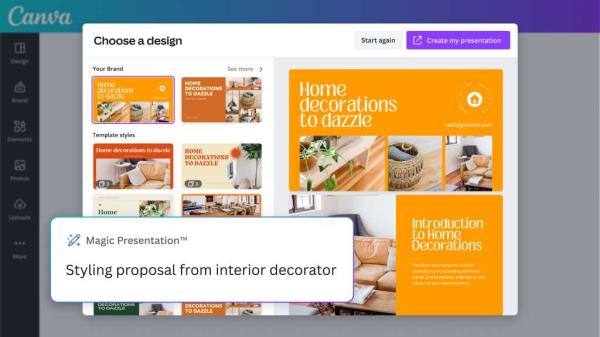 Canva
Choose a design
Start again
Create my presentation
Your Brand
See more
Home
decorations
to dazzle
HOME
DECORATIONS
TO DAZZLE
Template styles
Home decorations to dazzle
HOME
DECORATIONS
TO DAZZLE
Home
Home
decorations
to dazzle
Introduction
to Home
Decorations
Design
Brand
Elements
Photos
Uploads
More
Magic Presentation™
Styling proposal from interior decorator
DECORATIONS
TO DAZZLE
DECORATIONS
TO DAZZLE